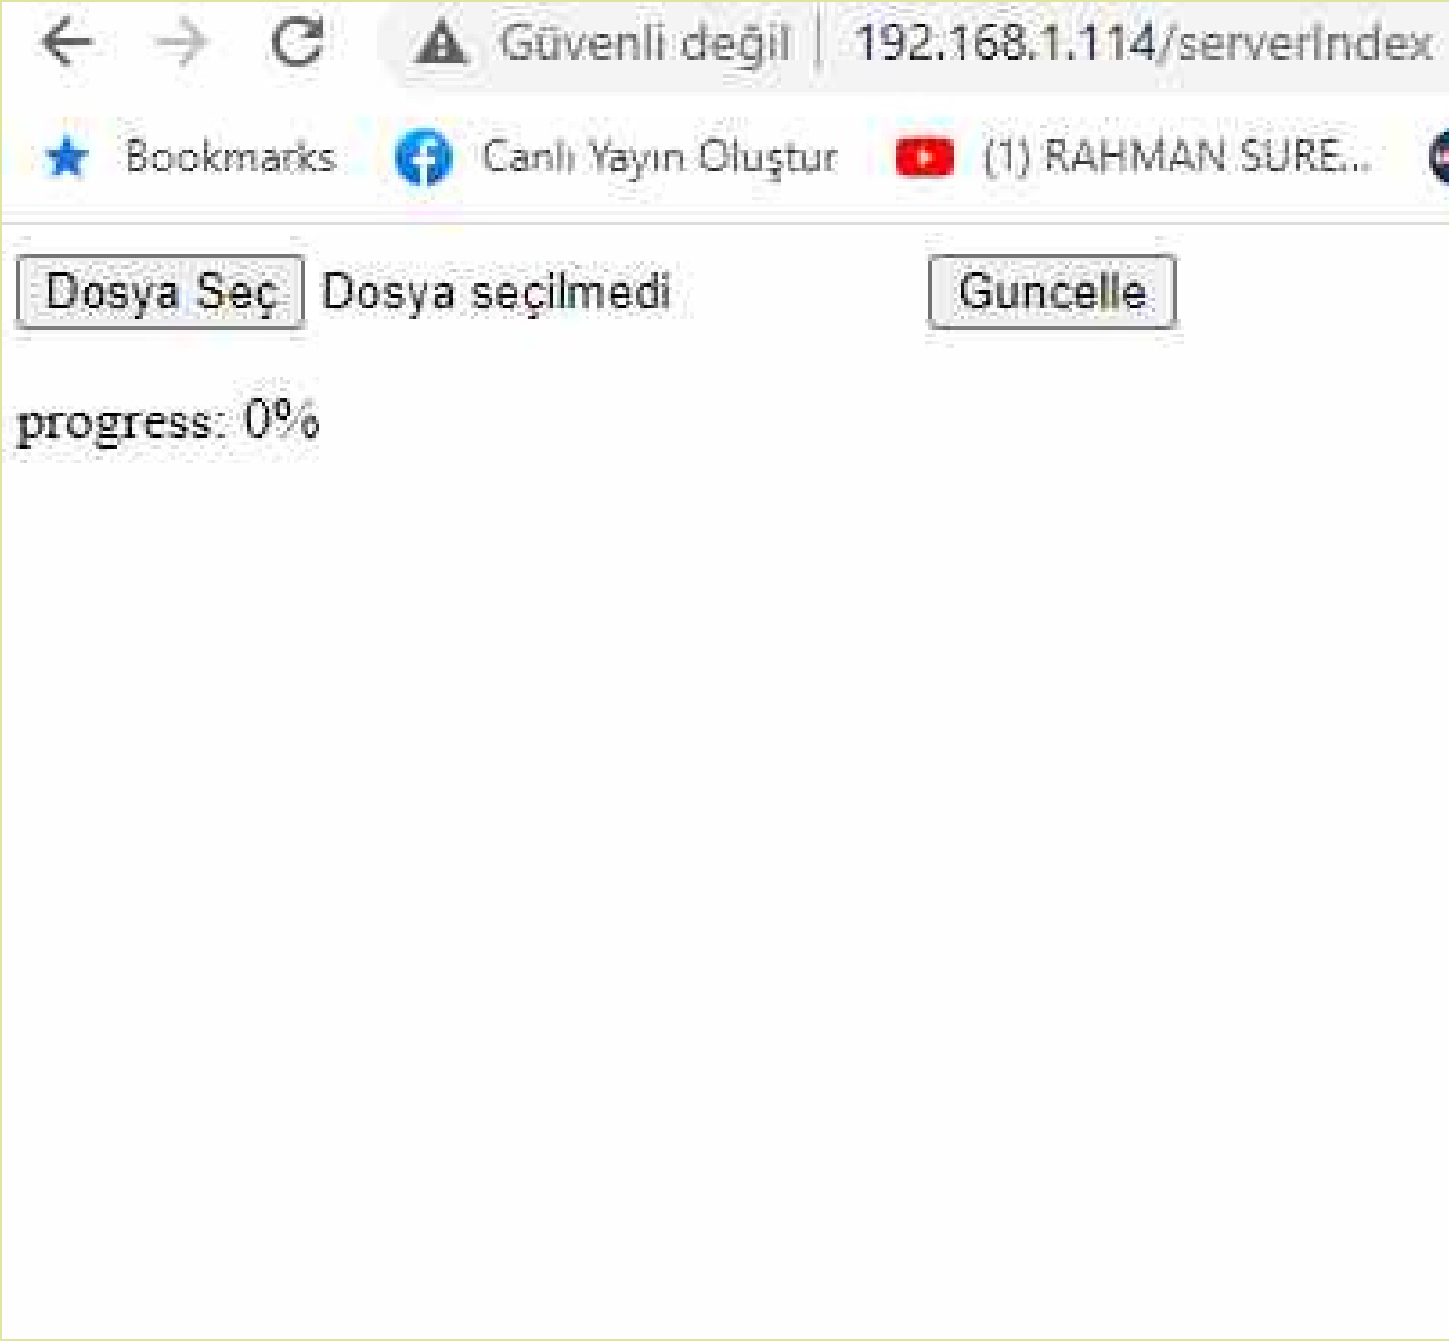 Güvenli değil | 192.168.1.114/serverIndex
Bookmarks Canlı Yayın Oluştur (1) RAHMAN SURE...
Dosya Seç Dosya seçilmedi Guncelle
progress: 0%